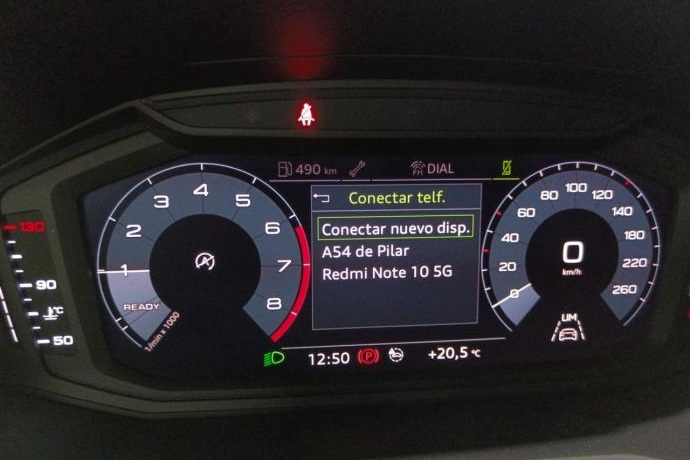 490 km
FM DIAL
Conectar telf.
Conectar nuevo disp.
A54 de Pilar
Redmi Note 10 5G
1 2 3 4 5 6 7 8
READY
1/min x 1000
130
90
°C
50
0 20 40 60 80 100 120 140 180 220 260
0
km/h
LIM
12:50 P +20,5 °C